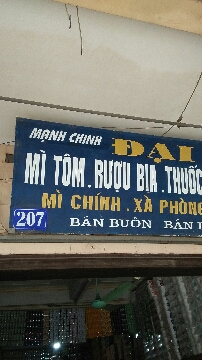 MẠNH CHINH ĐẠI
MÌ TÔM. RƯỢU BIA. THUỐC
MÌ CHÍNH. XÀ PHÒNG
207 BÁN BUÔN BÁN